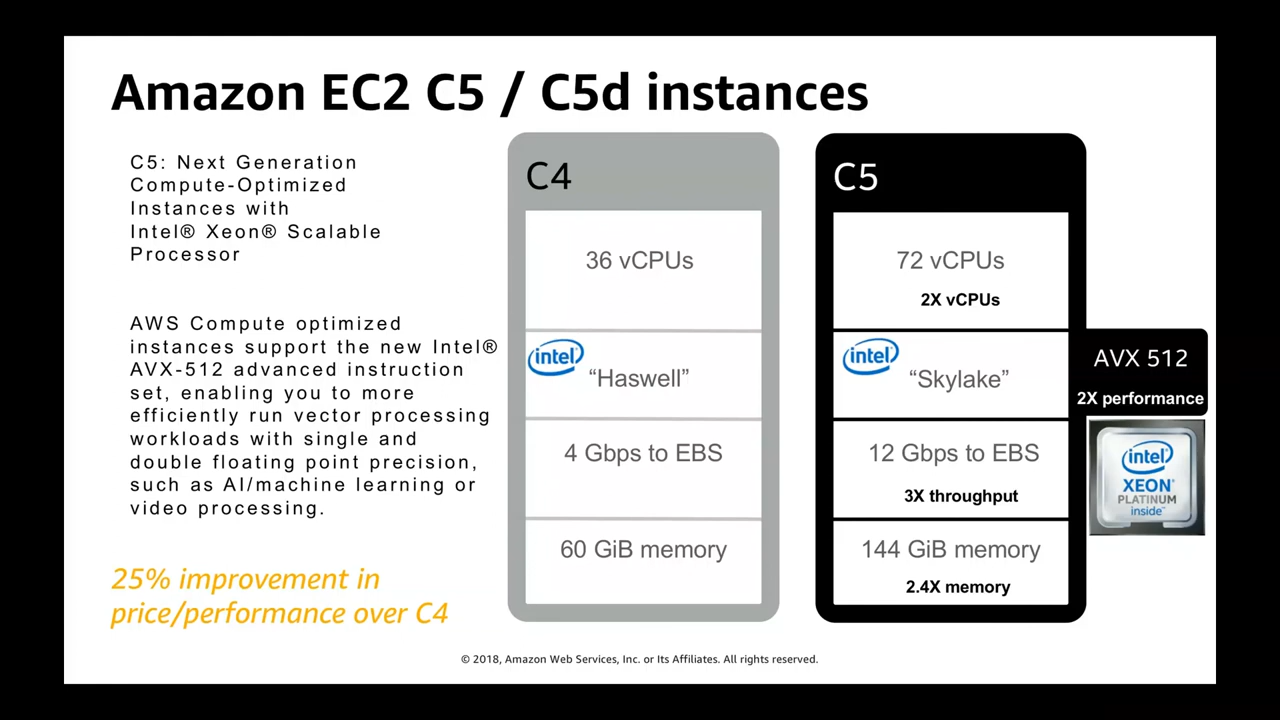 Amazon EC2 C5 / C5d instances
C5: Next Generation
Compute-Optimized
Instances with
Intel® Xeon® Scalable
Processor
AWS Compute optimized
instances support the new Intel®
AVX-512 advanced instruction
set, enabling you to more
efficiently run vector processing
workloads with single and
double floating point precision,
such as AI/machine learning or
video processing.
25% improvement in
price/performance over C4
C4
36 vCPUs
intel
“Haswell”
4 Gbps to EBS
60 GiB memory
C5
72 vCPUs
2X vCPUs
intel
“Skylake”
12 Gbps to EBS
3X throughput
144 GiB memory
2.4X memory
AVX 512
2X performance
intel
XEON®
PLATINUM
inside™
© 2018, Amazon Web Services, Inc. or Its Affiliates. All rights reserved.